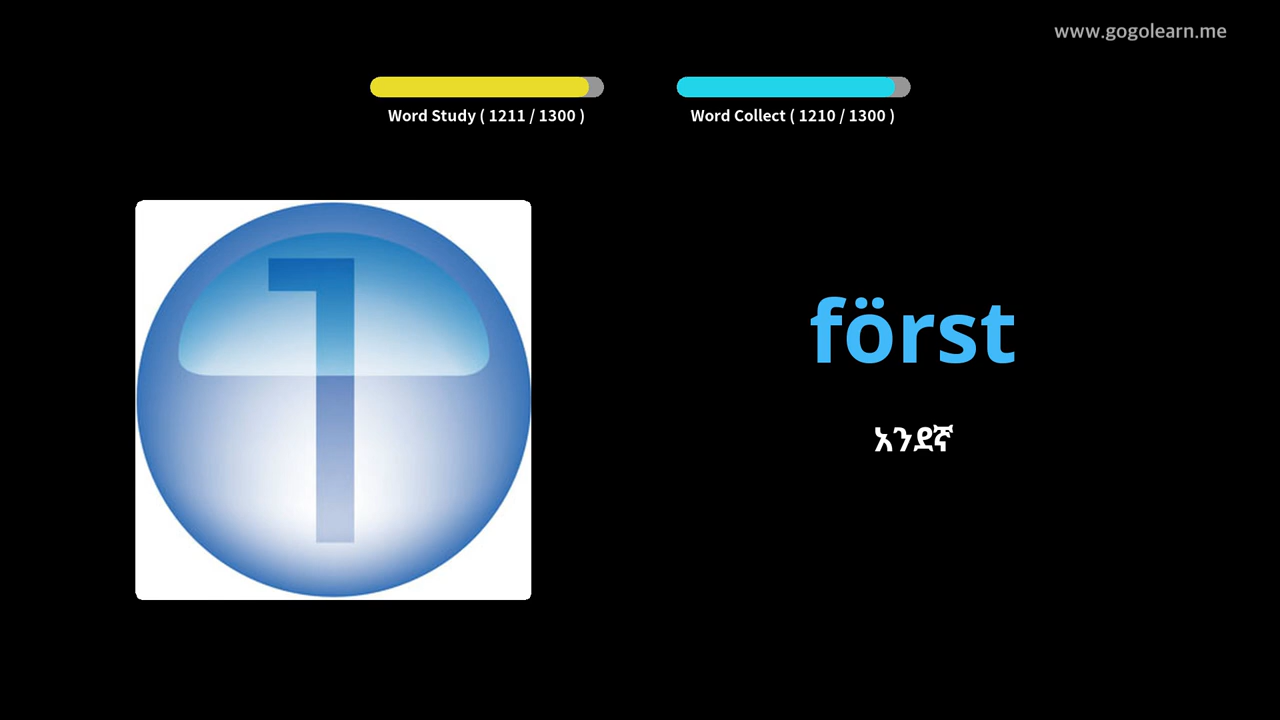 www.gogolearn.me
Word Study ( 1211 / 1300 )
Word Collect ( 1210 / 1300 )
1
först
አንደኛ